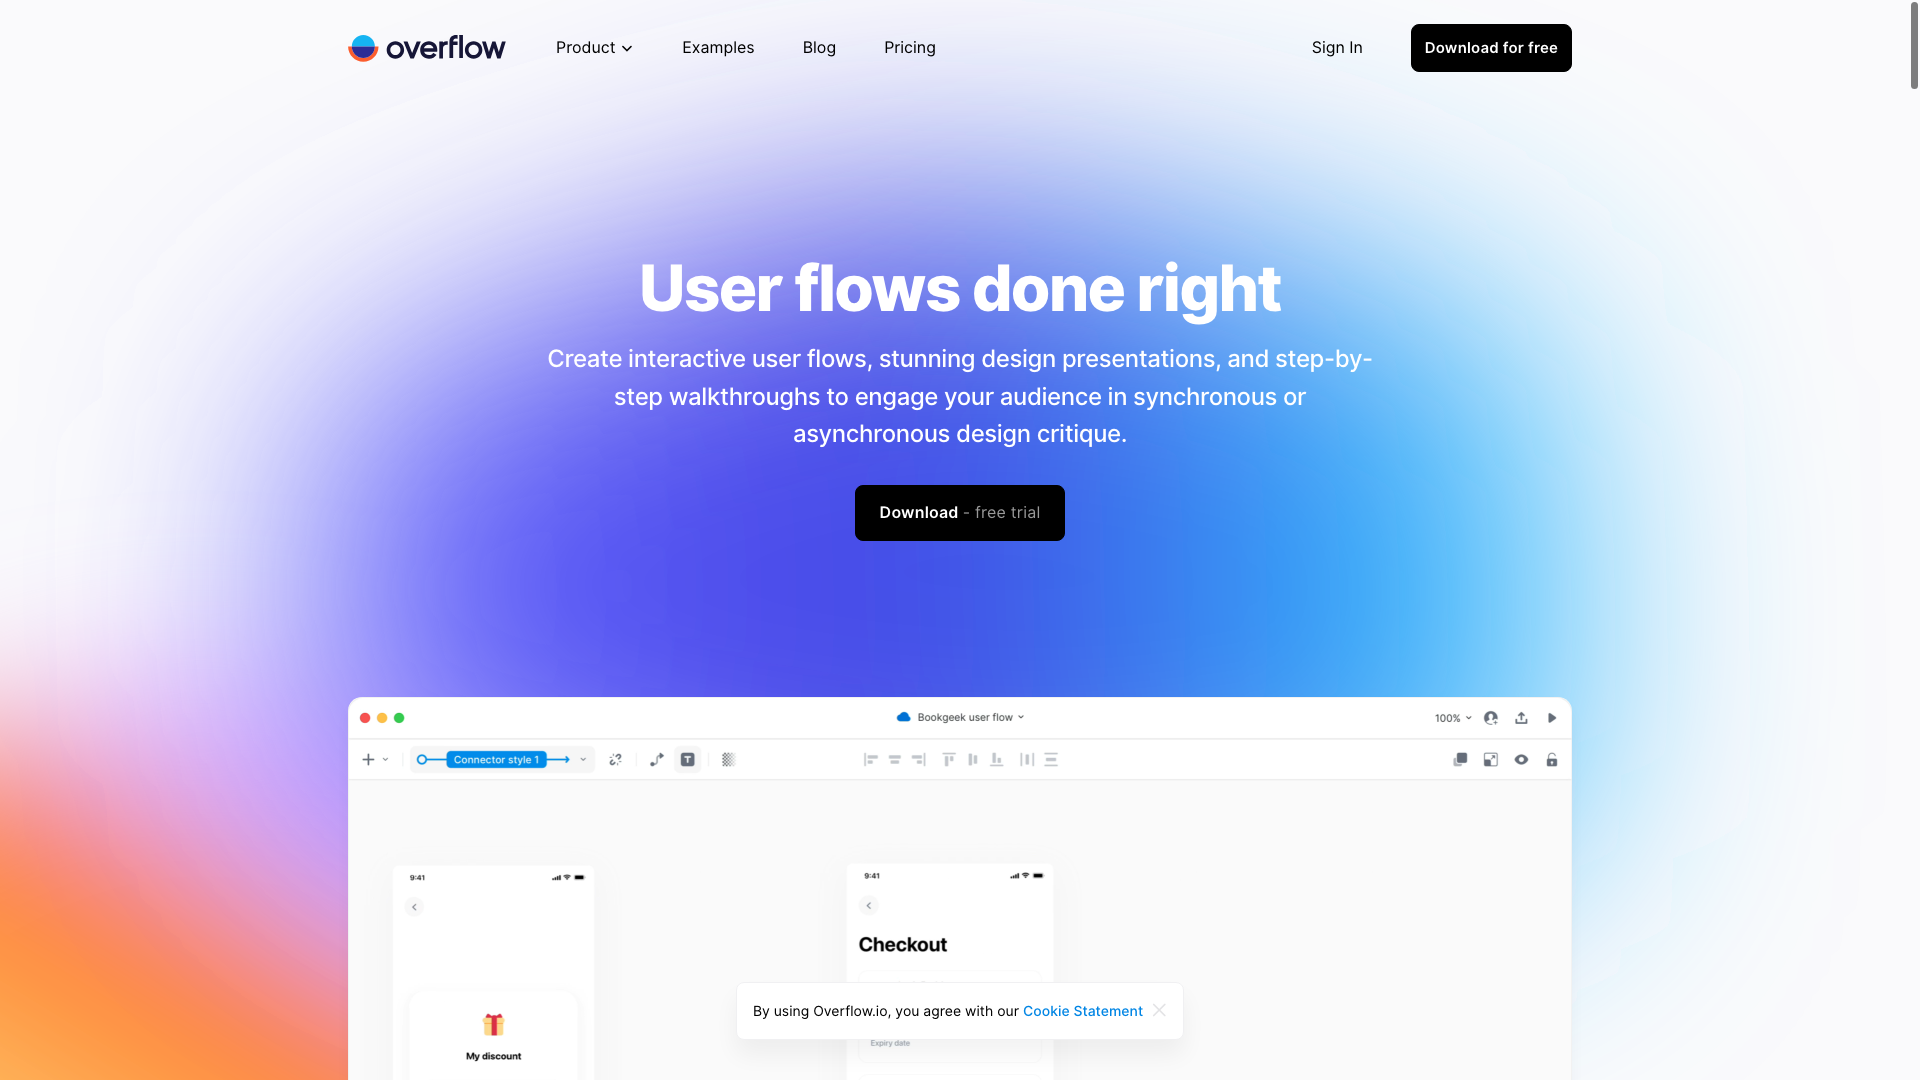 overflow
Product
Examples
Blog
Pricing
Sign In
Download for free
User flows done right
Create interactive user flows, stunning design presentations, and step-by-
step walkthroughs to engage your audience in synchronous or
asynchronous design critique.
Download - free trial
Bookgeek user flow
100%
Connector style 1
T
9:41
9:41
Checkout
My discount
By using Overflow.io, you agree with our Cookie Statement
Expiry date